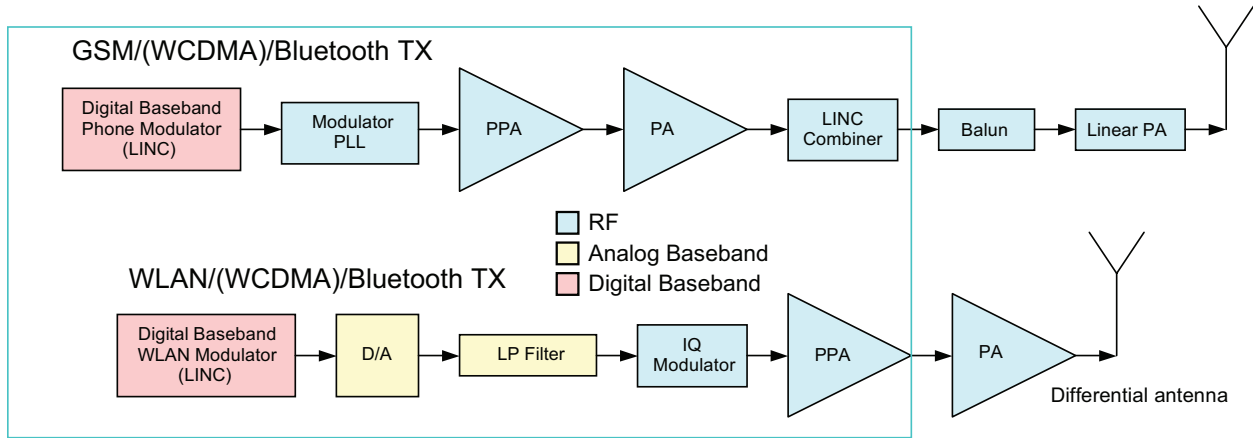 GSM/(WCDMA)/Bluetooth TX
Digital Baseband
Phone Modulator
(LINC)
Modulator
PLL
PPA
PA
LINC
Combiner
Balun
Linear PA
RF
Analog Baseband
Digital Baseband
WLAN/(WCDMA)/Bluetooth TX
Digital Baseband
WLAN Modulator
(LINC)
D/A
LP Filter
IQ
Modulator
PPA
PA
Differential antenna